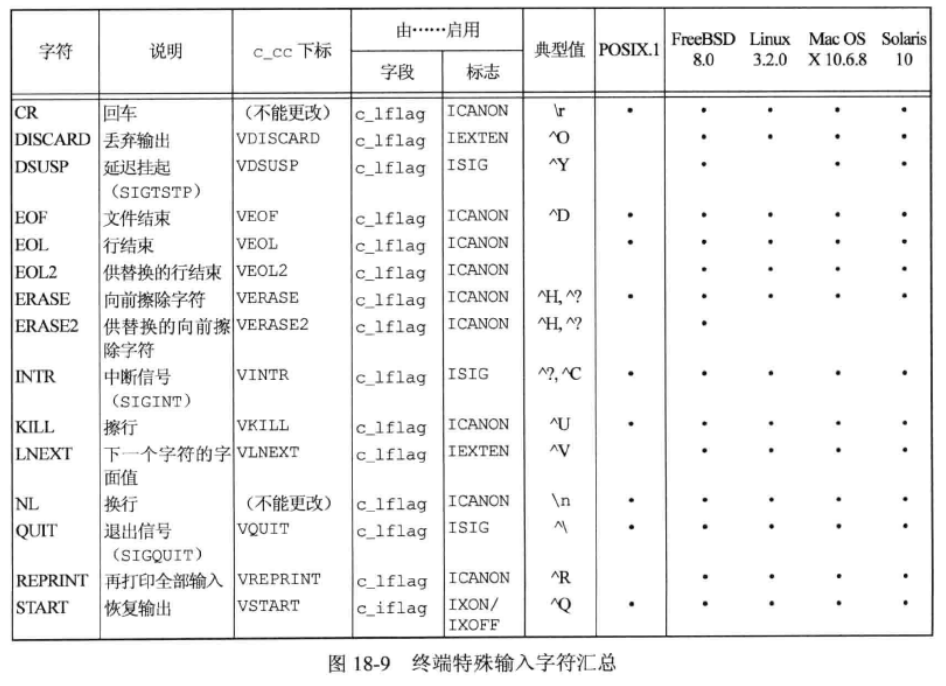 字符 说明 c_cc 下标 由……启用 典型值 POSIX.1 FreeBSD 8.0 Linux 3.2.0 Mac OS X 10.6.8 Solaris 10
字段 标志
CR 回车 （不能更改） c_lflag ICANON \r • • • • •
DISCARD 丢弃输出 VDISCARD c_lflag IEXTEN ^O • • • •
DSUSP 延迟挂起 VDSUSP c_lflag ISIG ^Y • • •
（SIGTSTP）
EOF 文件结束 VEOF c_lflag ICANON ^D • • • • •
EOL 行结束 VEOL c_lflag ICANON • • • • •
EOL2 供替换的行结束 VEOL2 c_lflag ICANON • • • •
ERASE 向前擦除字符 VERASE c_lflag ICANON ^H, ^? • • • • •
ERASE2 供替换的向前擦 VERASE2 c_lflag ICANON ^H, ^? •
除字符
INTR 中断信号 VINTR c_lflag ISIG ^?, ^C • • • • •
（SIGINT）
KILL 擦行 VKILL c_lflag ICANON ^U • • • • •
LNEXT 下一个字符的字 VLNEXT c_lflag IEXTEN ^V • • • •
面值
NL 换行 （不能更改） c_lflag ICANON \n • • • • •
QUIT 退出信号 VQUIT c_lflag ISIG ^\ • • • • •
（SIGQUIT）
REPRINT 再打印全部输入 VREPRINT c_lflag ICANON ^R • • • •
START 恢复输出 VSTART c_iflag IXON/ ^Q • • • • •
IXOFF
图 18-9 终端特殊输入字符汇总